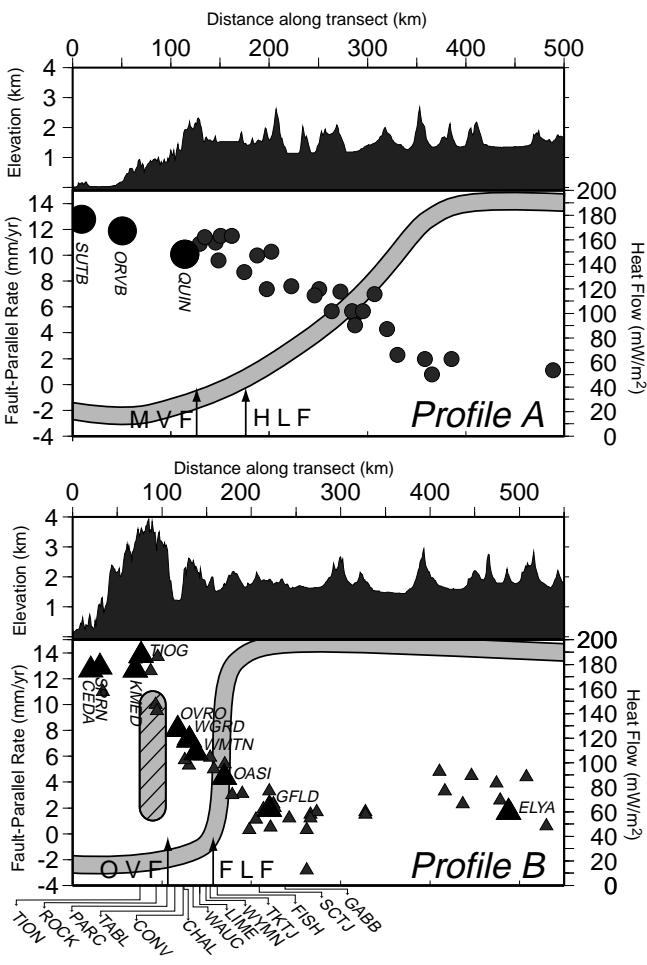 Distance along transect (km)
0 100 200 300 400 500
Elevation (km)
4
3
2
1
Fault-Parallel Rate (mm/yr)
14
12
10
8
6
4
2
0
-2
-4
200
180
160
140
120
100
80
60
40
20
0
Heat Flow (mW/m²)
SUTB
ORVB
QUIN
MVF HLF
Profile A
Distance along transect (km)
0 100 200 300 400 500
Elevation (km)
4
3
2
1
Fault-Parallel Rate (mm/yr)
14
12
10
8
6
4
2
0
-2
-4
200
180
160
140
120
100
80
60
40
20
0
Heat Flow (mW/m²)
TIOG
CEDA
KMED
OVRO
WGRD
WMTN
OASI
GFLD
ELYA
OVF FLF
Profile B
TION
ROCK
PARC
TABL
CONV
CHAL
WAUC
LIME
WYMN
TKTJ
FISH
SCTJ
GABB